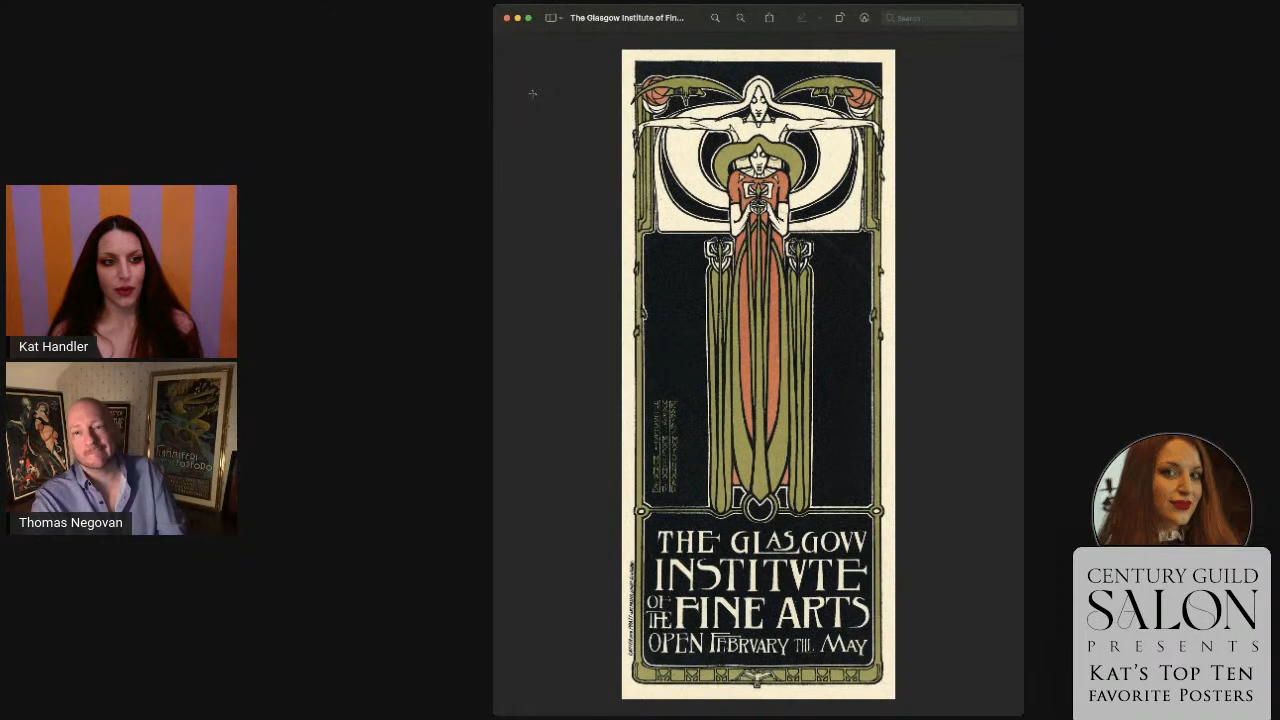 The Glasgow Institute of Fin...
Search
Kat Handler
Thomas Negovan
THE GLASGOW
INSTITVTE
OF THE FINE ARTS
OPEN FEBRVARY TILL MAY
CENTURY GUILD
SALON
PRESENTS
KAT'S TOP TEN
FAVORITE POSTERS